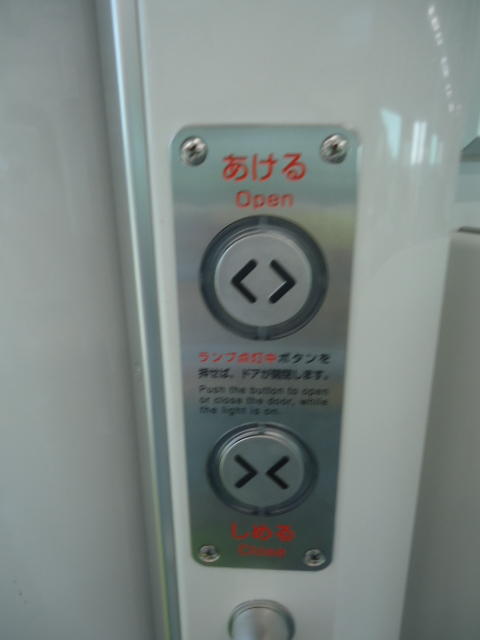 あける
Open
ランプ点灯中ボタンを
押せば、ドアが開閉します。
Push the button to open
or close the door, while
the light is on.
しめる
Close